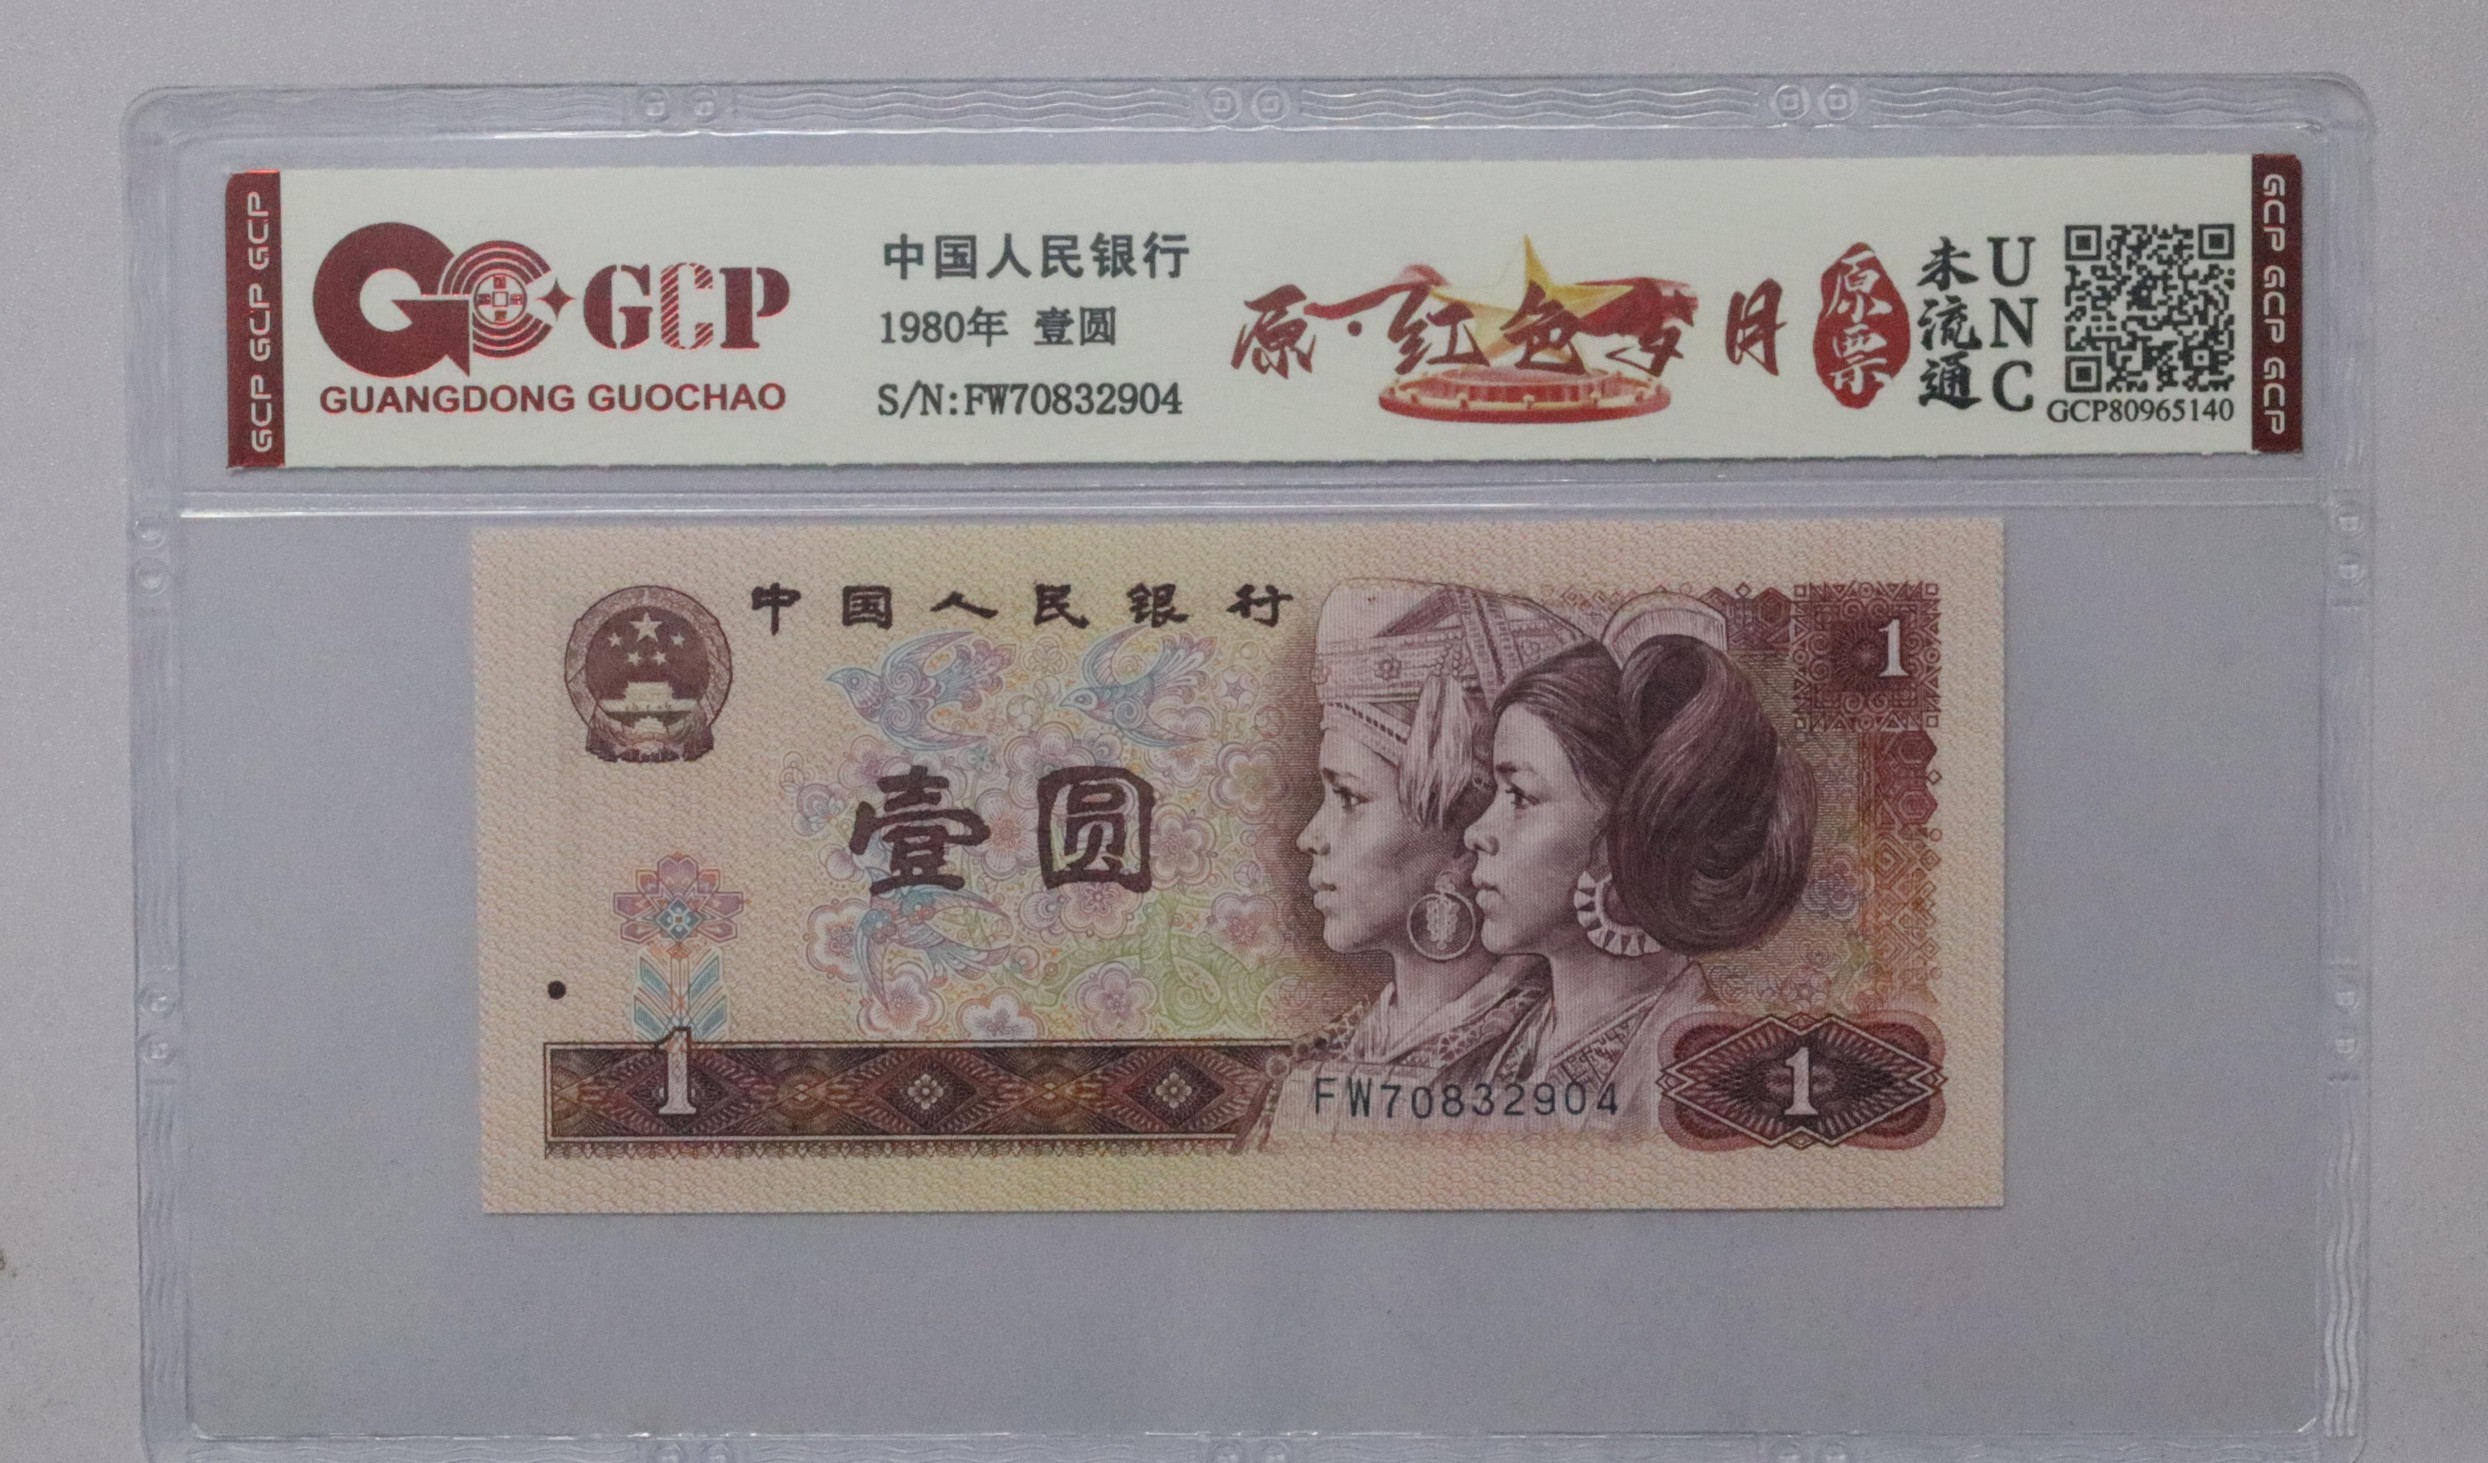 GCP GCP GCP
GCP
GUANGDONG GUOCHAO
中国人民银行
1980年 壹圆
S/N:FW70832904
原·红色岁月
原票
未流通
UNC
GCP80965140
GCP GCP GCP
中国人民银行
1
壹圆
1
FW70832904
1